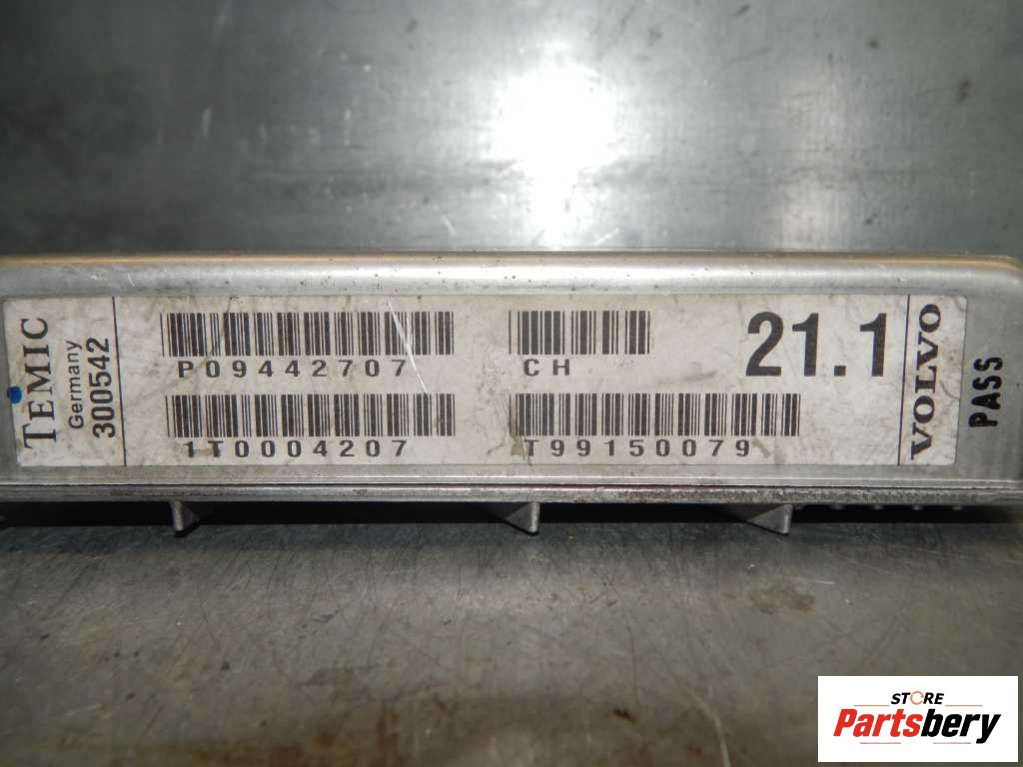 TEMIC
Germany
300542
P09442707
CH
21.1
1T0004207
T99150079
VOLVO
PASS
STORE
Partsbery